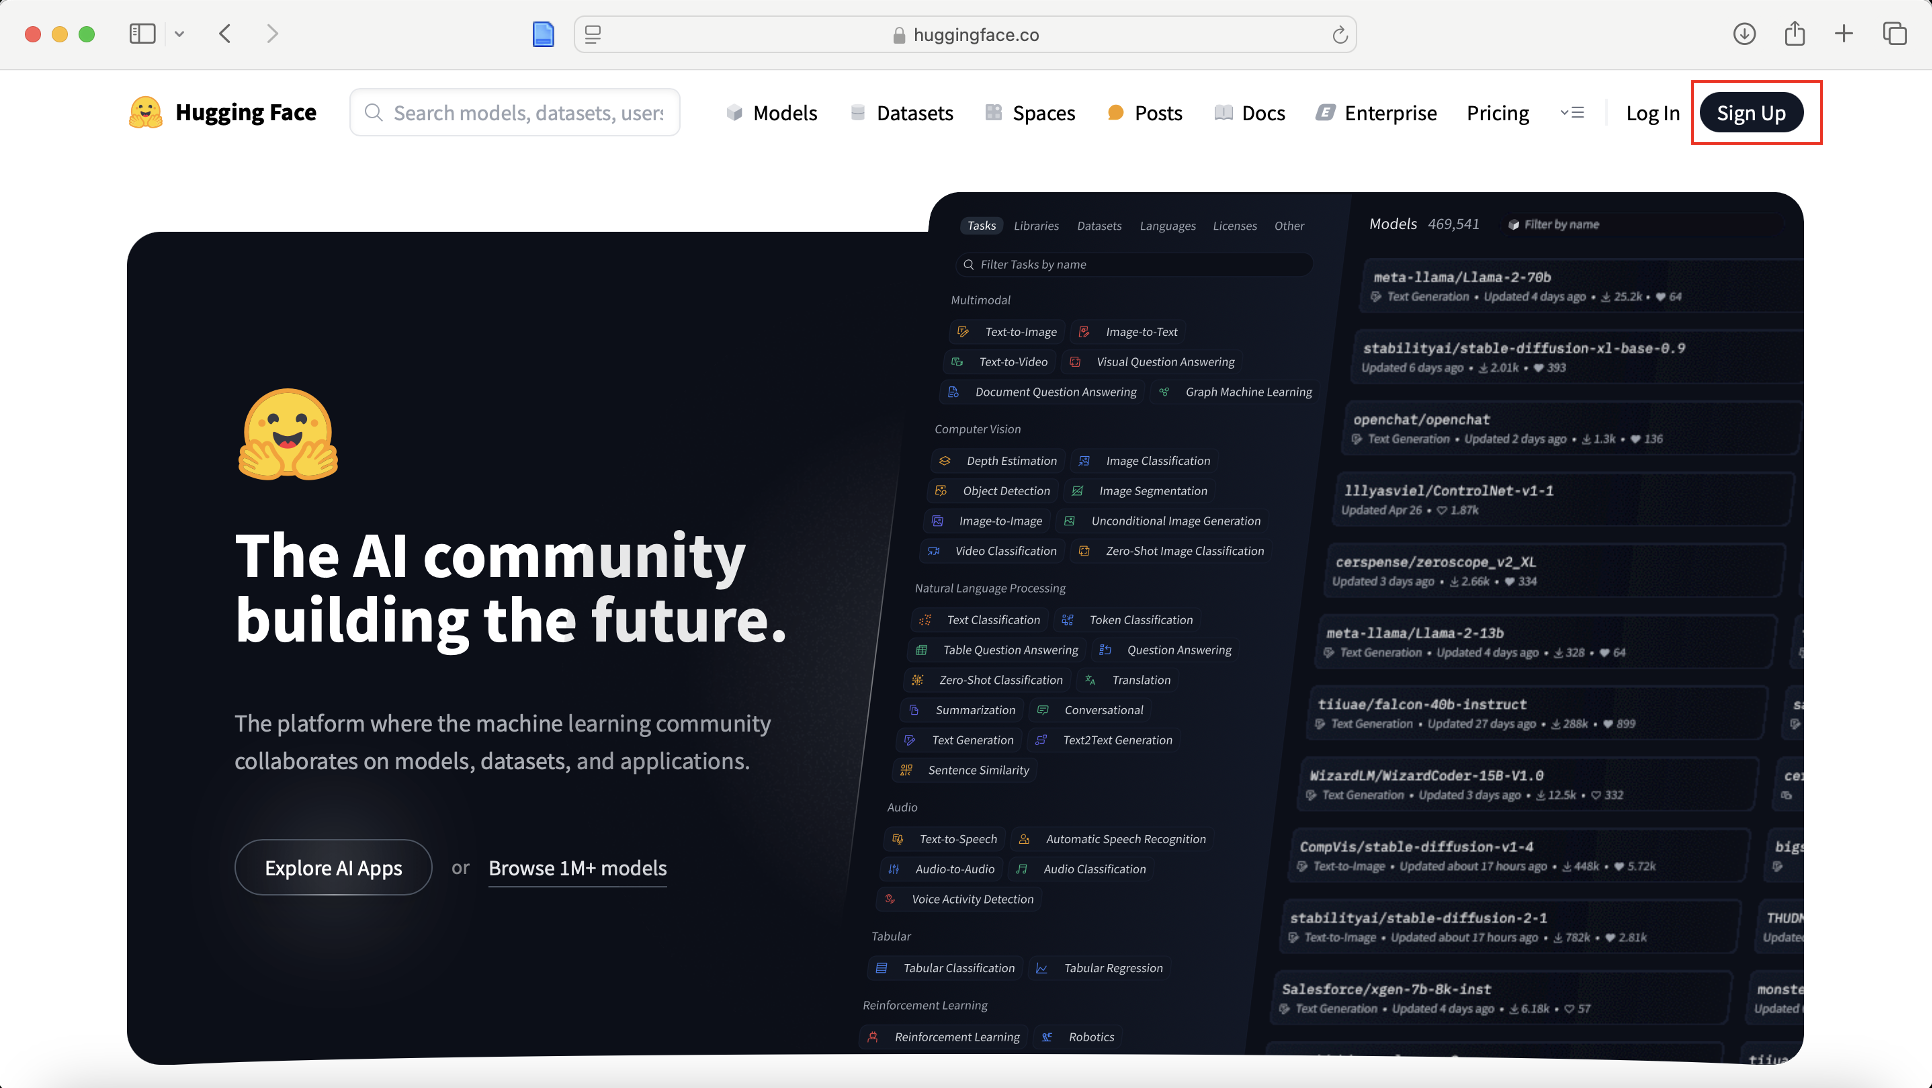 huggingface.co
Hugging Face
Search models, datasets, users
Models
Datasets
Spaces
Posts
Docs
Enterprise
Pricing
Log In
Sign Up
The AI community
building the future.
The platform where the machine learning community
collaborates on models, datasets, and applications.
Explore AI Apps or Browse 1M+ models
Tasks Libraries Datasets Languages Licenses Other
Filter Tasks by name
Multimodal
Text-to-Image Image-to-Text
Text-to-Video Visual Question Answering
Document Question Answering Graph Machine Learning
Computer Vision
Depth Estimation Image Classification
Object Detection Image Segmentation
Image-to-Image Unconditional Image Generation
Video Classification Zero-Shot Image Classification
Natural Language Processing
Text Classification Token Classification
Table Question Answering Question Answering
Zero-Shot Classification Translation
Summarization Conversational
Text Generation Text2Text Generation
Sentence Similarity
Audio
Text-to-Speech Automatic Speech Recognition
Audio-to-Audio Audio Classification
Voice Activity Detection
Tabular
Tabular Classification Tabular Regression
Reinforcement Learning
Reinforcement Learning Robotics
Models 469,541 Filter by name
meta-llama/Llama-2-70b
Text Generation • Updated 4 days ago • 25.2k • 64
stabilityai/stable-diffusion-xl-base-0.9
Updated 6 days ago • 2.01k • 393
openchat/openchat
Text Generation • Updated 2 days ago • 1.3k • 136
lllyasviel/ControlNet-v1-1
Updated Apr 26 • 1.87k
cerspense/zeroscope_v2_XL
Updated 3 days ago • 2.66k • 334
meta-llama/Llama-2-13b
Text Generation • Updated 4 days ago • 328 • 64
tiiuae/falcon-40b-instruct
Text Generation • Updated 27 days ago • 288k • 899
WizardLM/WizardCoder-15B-V1.0
Text Generation • Updated 3 days ago • 12.5k • 332
CompVis/stable-diffusion-v1-4
Text-to-Image • Updated about 17 hours ago • 448k • 5.72k
stabilityai/stable-diffusion-2-1
Text-to-Image • Updated about 17 hours ago • 782k • 2.81k
Salesforce/xgen-7b-8k-inst
Text Generation • Updated 4 days ago • 6.18k • 57